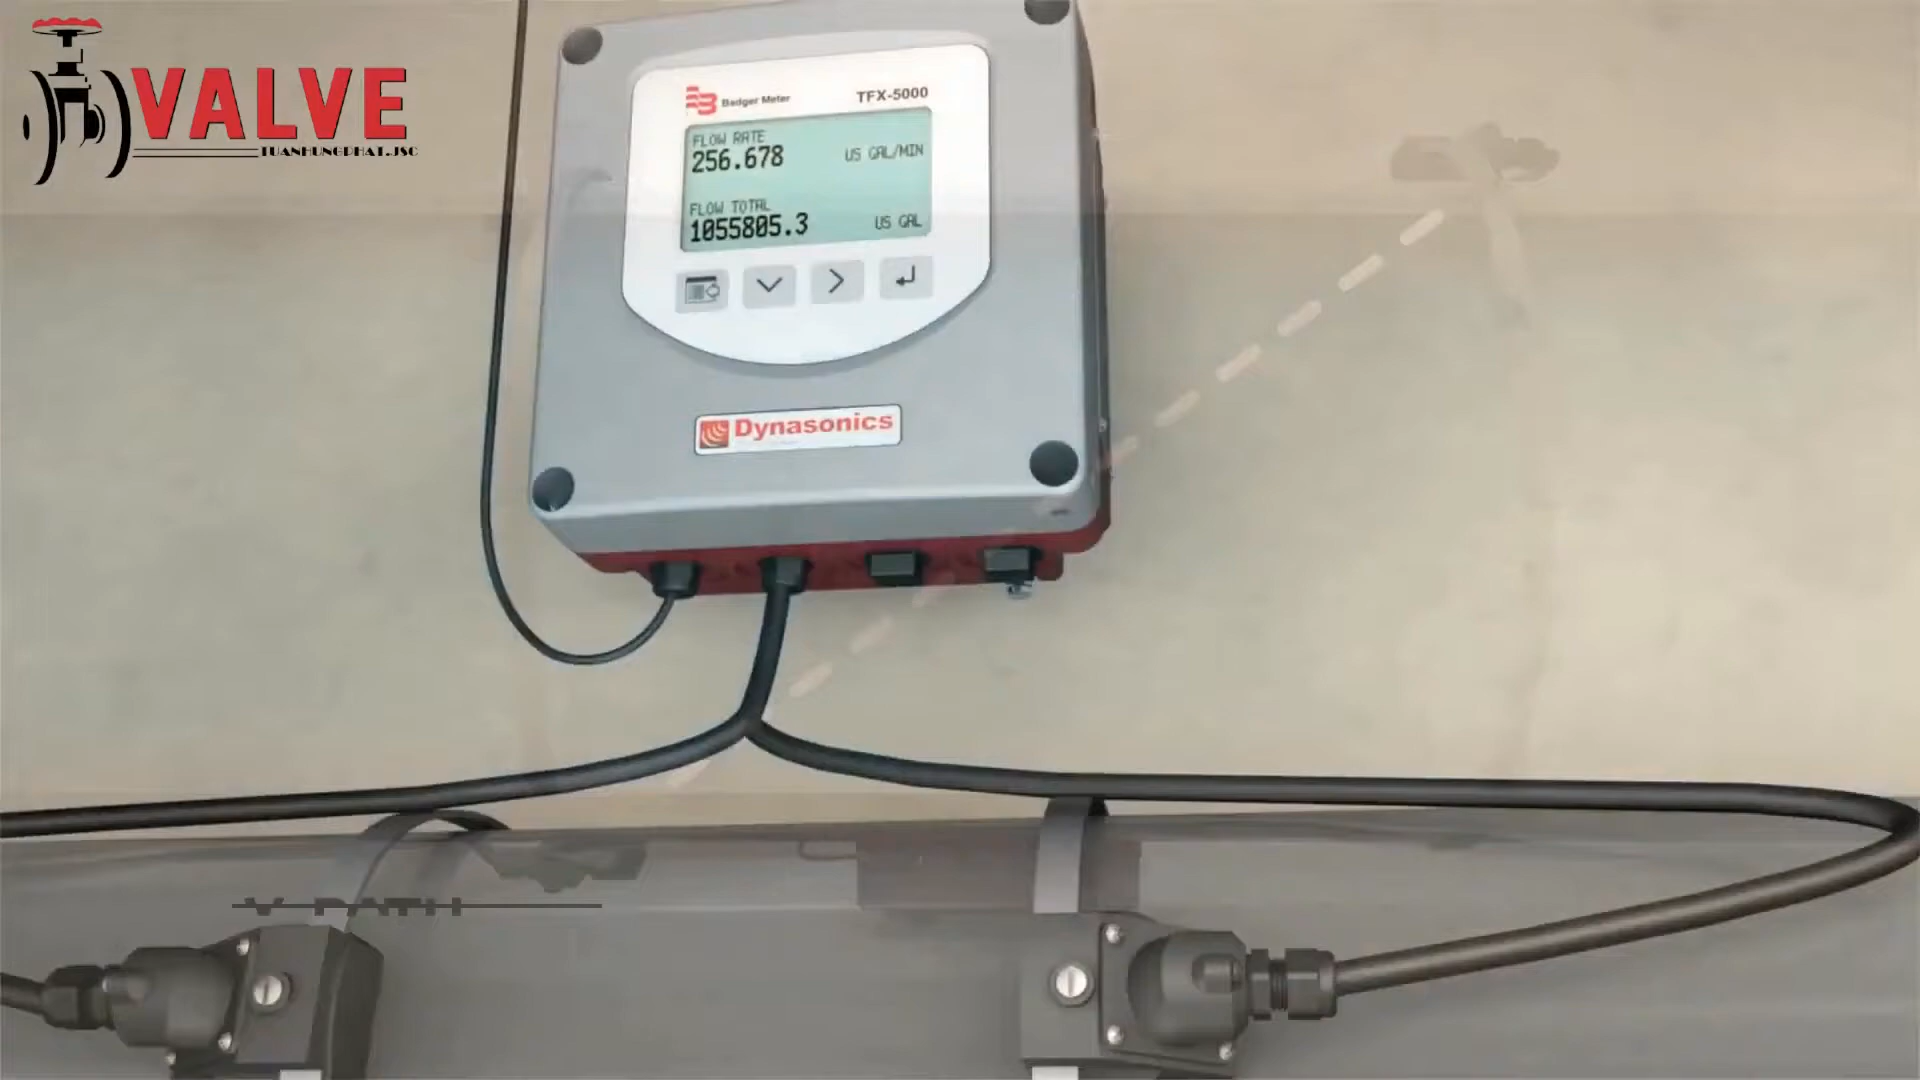 VALVE
TUANHUNGPHAT.JSC
Badger Meter
TFX-5000
FLOW RATE
256.678 US GAL/MIN
FLOW TOTAL
1055805.3 US GAL
Dynasonics